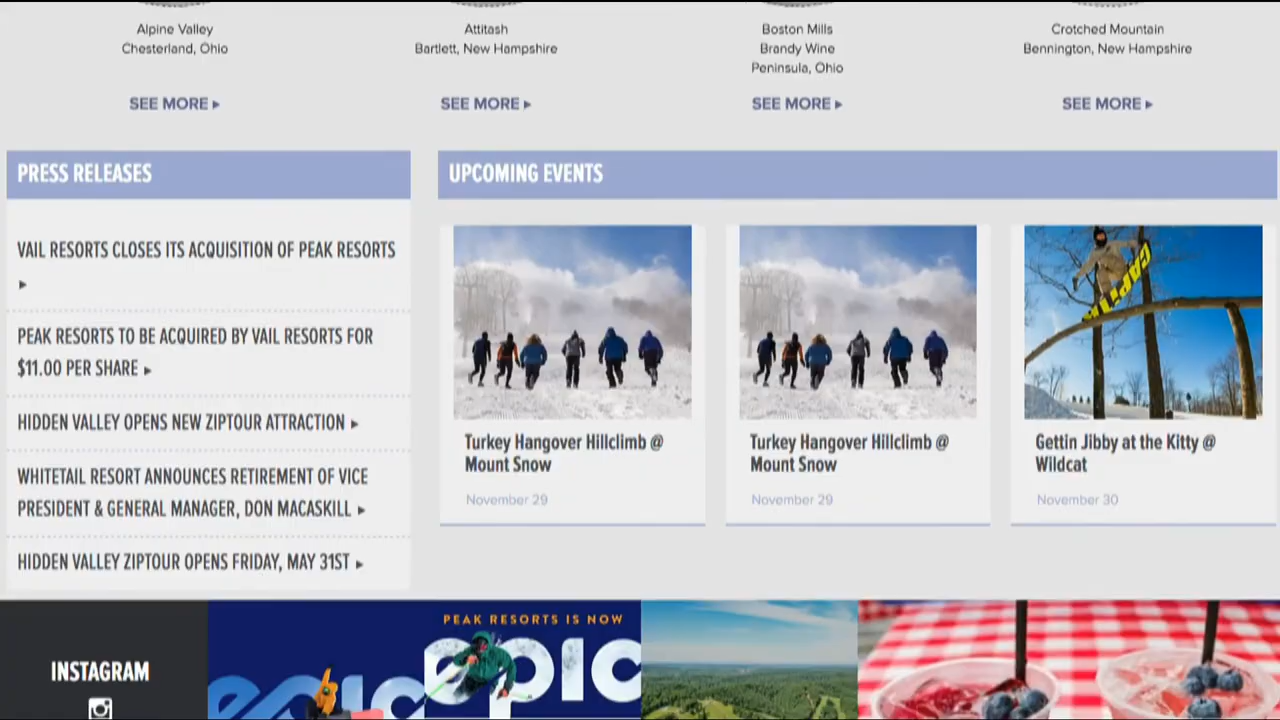 Alpine Valley
Chesterland, Ohio
SEE MORE ▸
Attitash
Bartlett, New Hampshire
SEE MORE ▸
Boston Mills
Brandy Wine
Peninsula, Ohio
SEE MORE ▸
Crotched Mountain
Bennington, New Hampshire
SEE MORE ▸
PRESS RELEASES
VAIL RESORTS CLOSES ITS ACQUISITION OF PEAK RESORTS
▸
PEAK RESORTS TO BE ACQUIRED BY VAIL RESORTS FOR
$11.00 PER SHARE ▸
HIDDEN VALLEY OPENS NEW ZIPTOUR ATTRACTION ▸
WHITETAIL RESORT ANNOUNCES RETIREMENT OF VICE
PRESIDENT & GENERAL MANAGER, DON MACASKILL ▸
HIDDEN VALLEY ZIPTOUR OPENS FRIDAY, MAY 31ST ▸
UPCOMING EVENTS
Turkey Hangover Hillclimb @
Mount Snow
November 29
Turkey Hangover Hillclimb @
Mount Snow
November 29
CAPiT
Gettin Jibby at the Kitty @
Wildcat
November 30
INSTAGRAM
epic
PEAK RESORTS IS NOW
epic